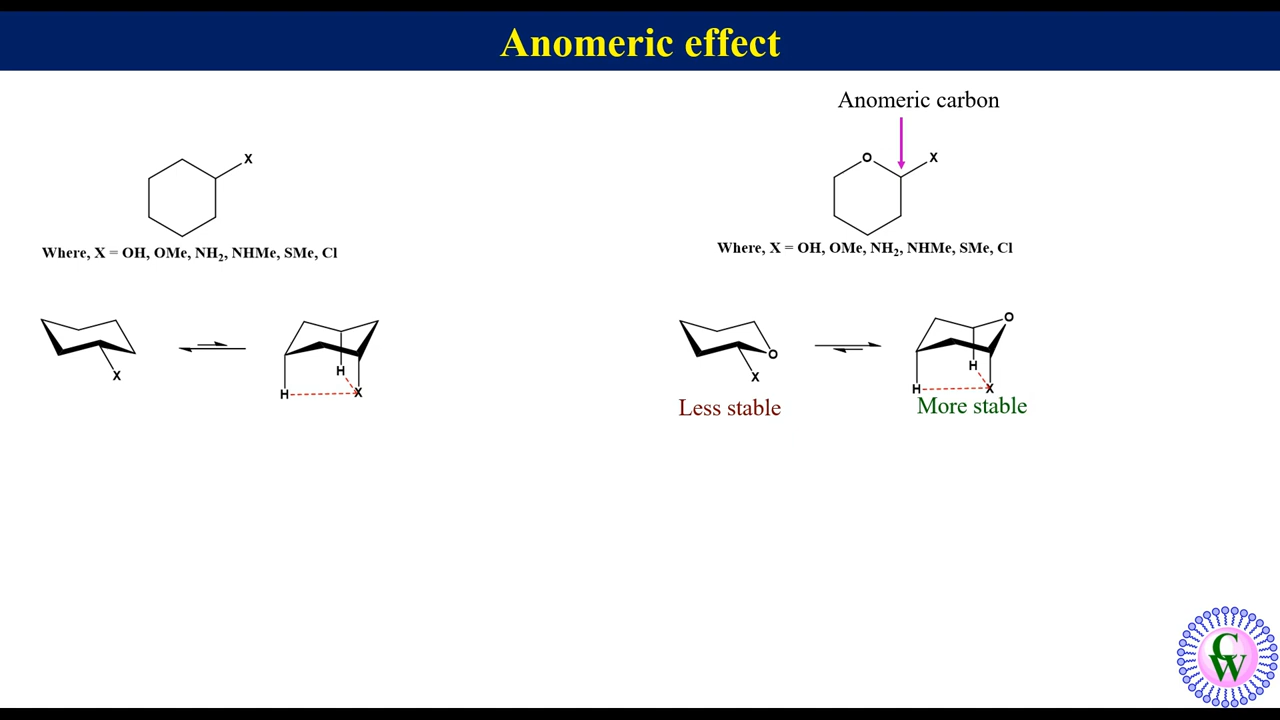 Anomeric effect
Anomeric carbon
X
Where, X = OH, OMe, NH₂, NHMe, SMe, Cl
O X
Where, X = OH, OMe, NH₂, NHMe, SMe, Cl
X
H
H X
O
X
O
H
H X
Less stable
More stable
C
W